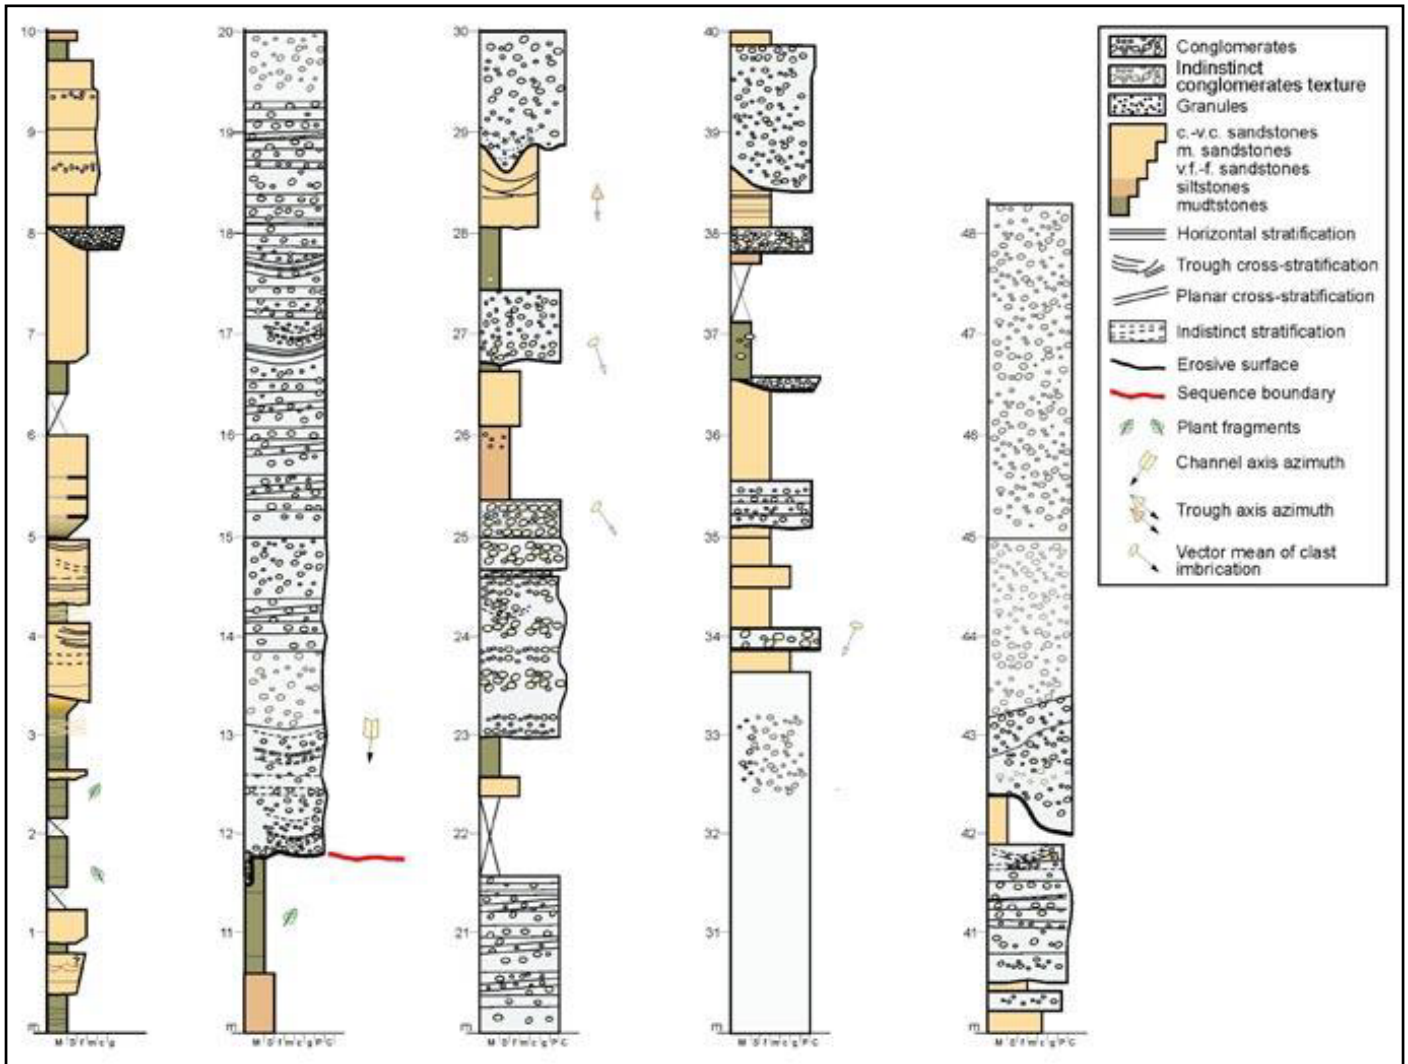 10
9
8
7
6
5
4
3
2
1
m
M S f m c g
20
19
18
17
16
15
14
13
12
11
m
M S f m c g P C
30
29
28
27
26
25
24
23
22
21
m
M S f m c g P C
40
39
38
37
36
35
34
33
32
31
m
M S f m c g P C
48
47
48
45
44
43
42
41
m
M S f m c g P C
?
Conglomerates
Indinstinct
conglomerates texture
Granules
c.-v.c. sandstones
m. sandstones
v.f.-f. sandstones
siltstones
mudtstones
Horizontal stratification
Trough cross-stratification
Planar cross-stratification
Indistinct stratification
Erosive surface
Sequence boundary
Plant fragments
Channel axis azimuth
Trough axis azimuth
Vector mean of clast
imbrication